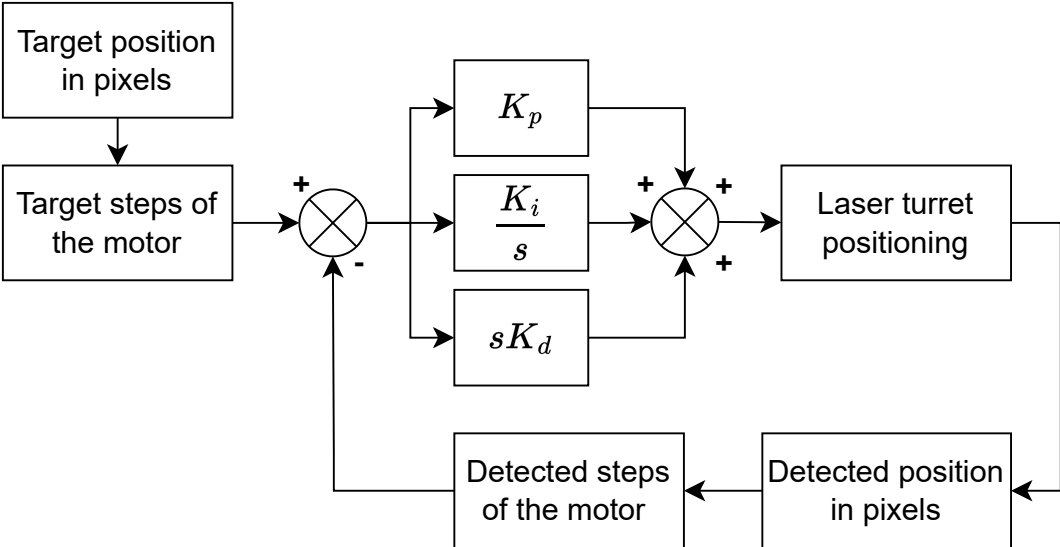 Target position
in pixels
Target steps of
the motor
+
-
K_p
K_i
s
sK_d
+
+
+
Laser turret
positioning
Detected steps
of the motor
Detected position
in pixels